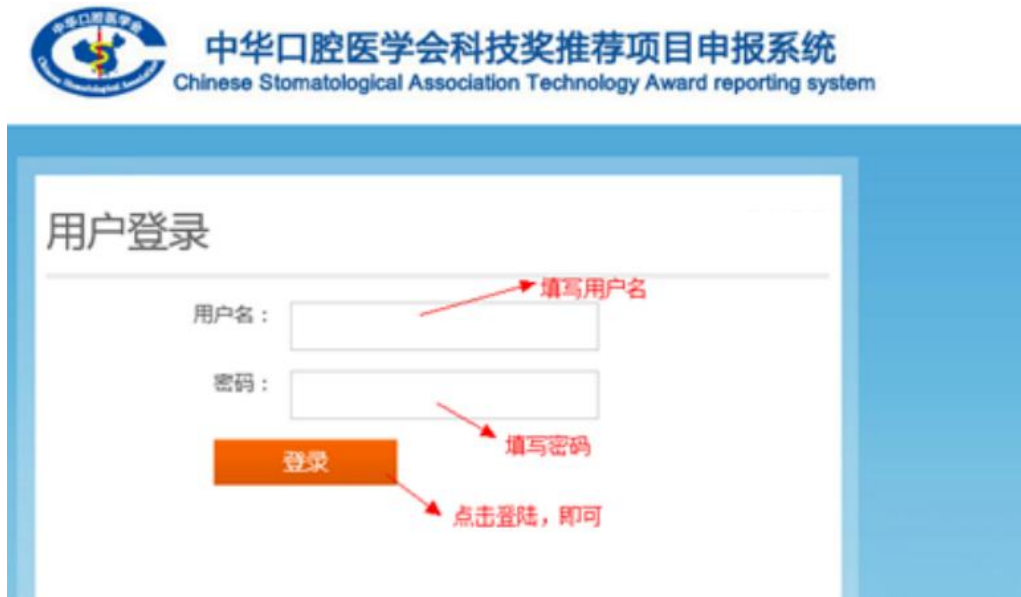 中华口腔医学会科技奖推荐项目申报系统
Chinese Stomatological Association Technology Award reporting system
用户登录
填写用户名
用户名：
密码：
填写密码
登录
点击登陆，即可